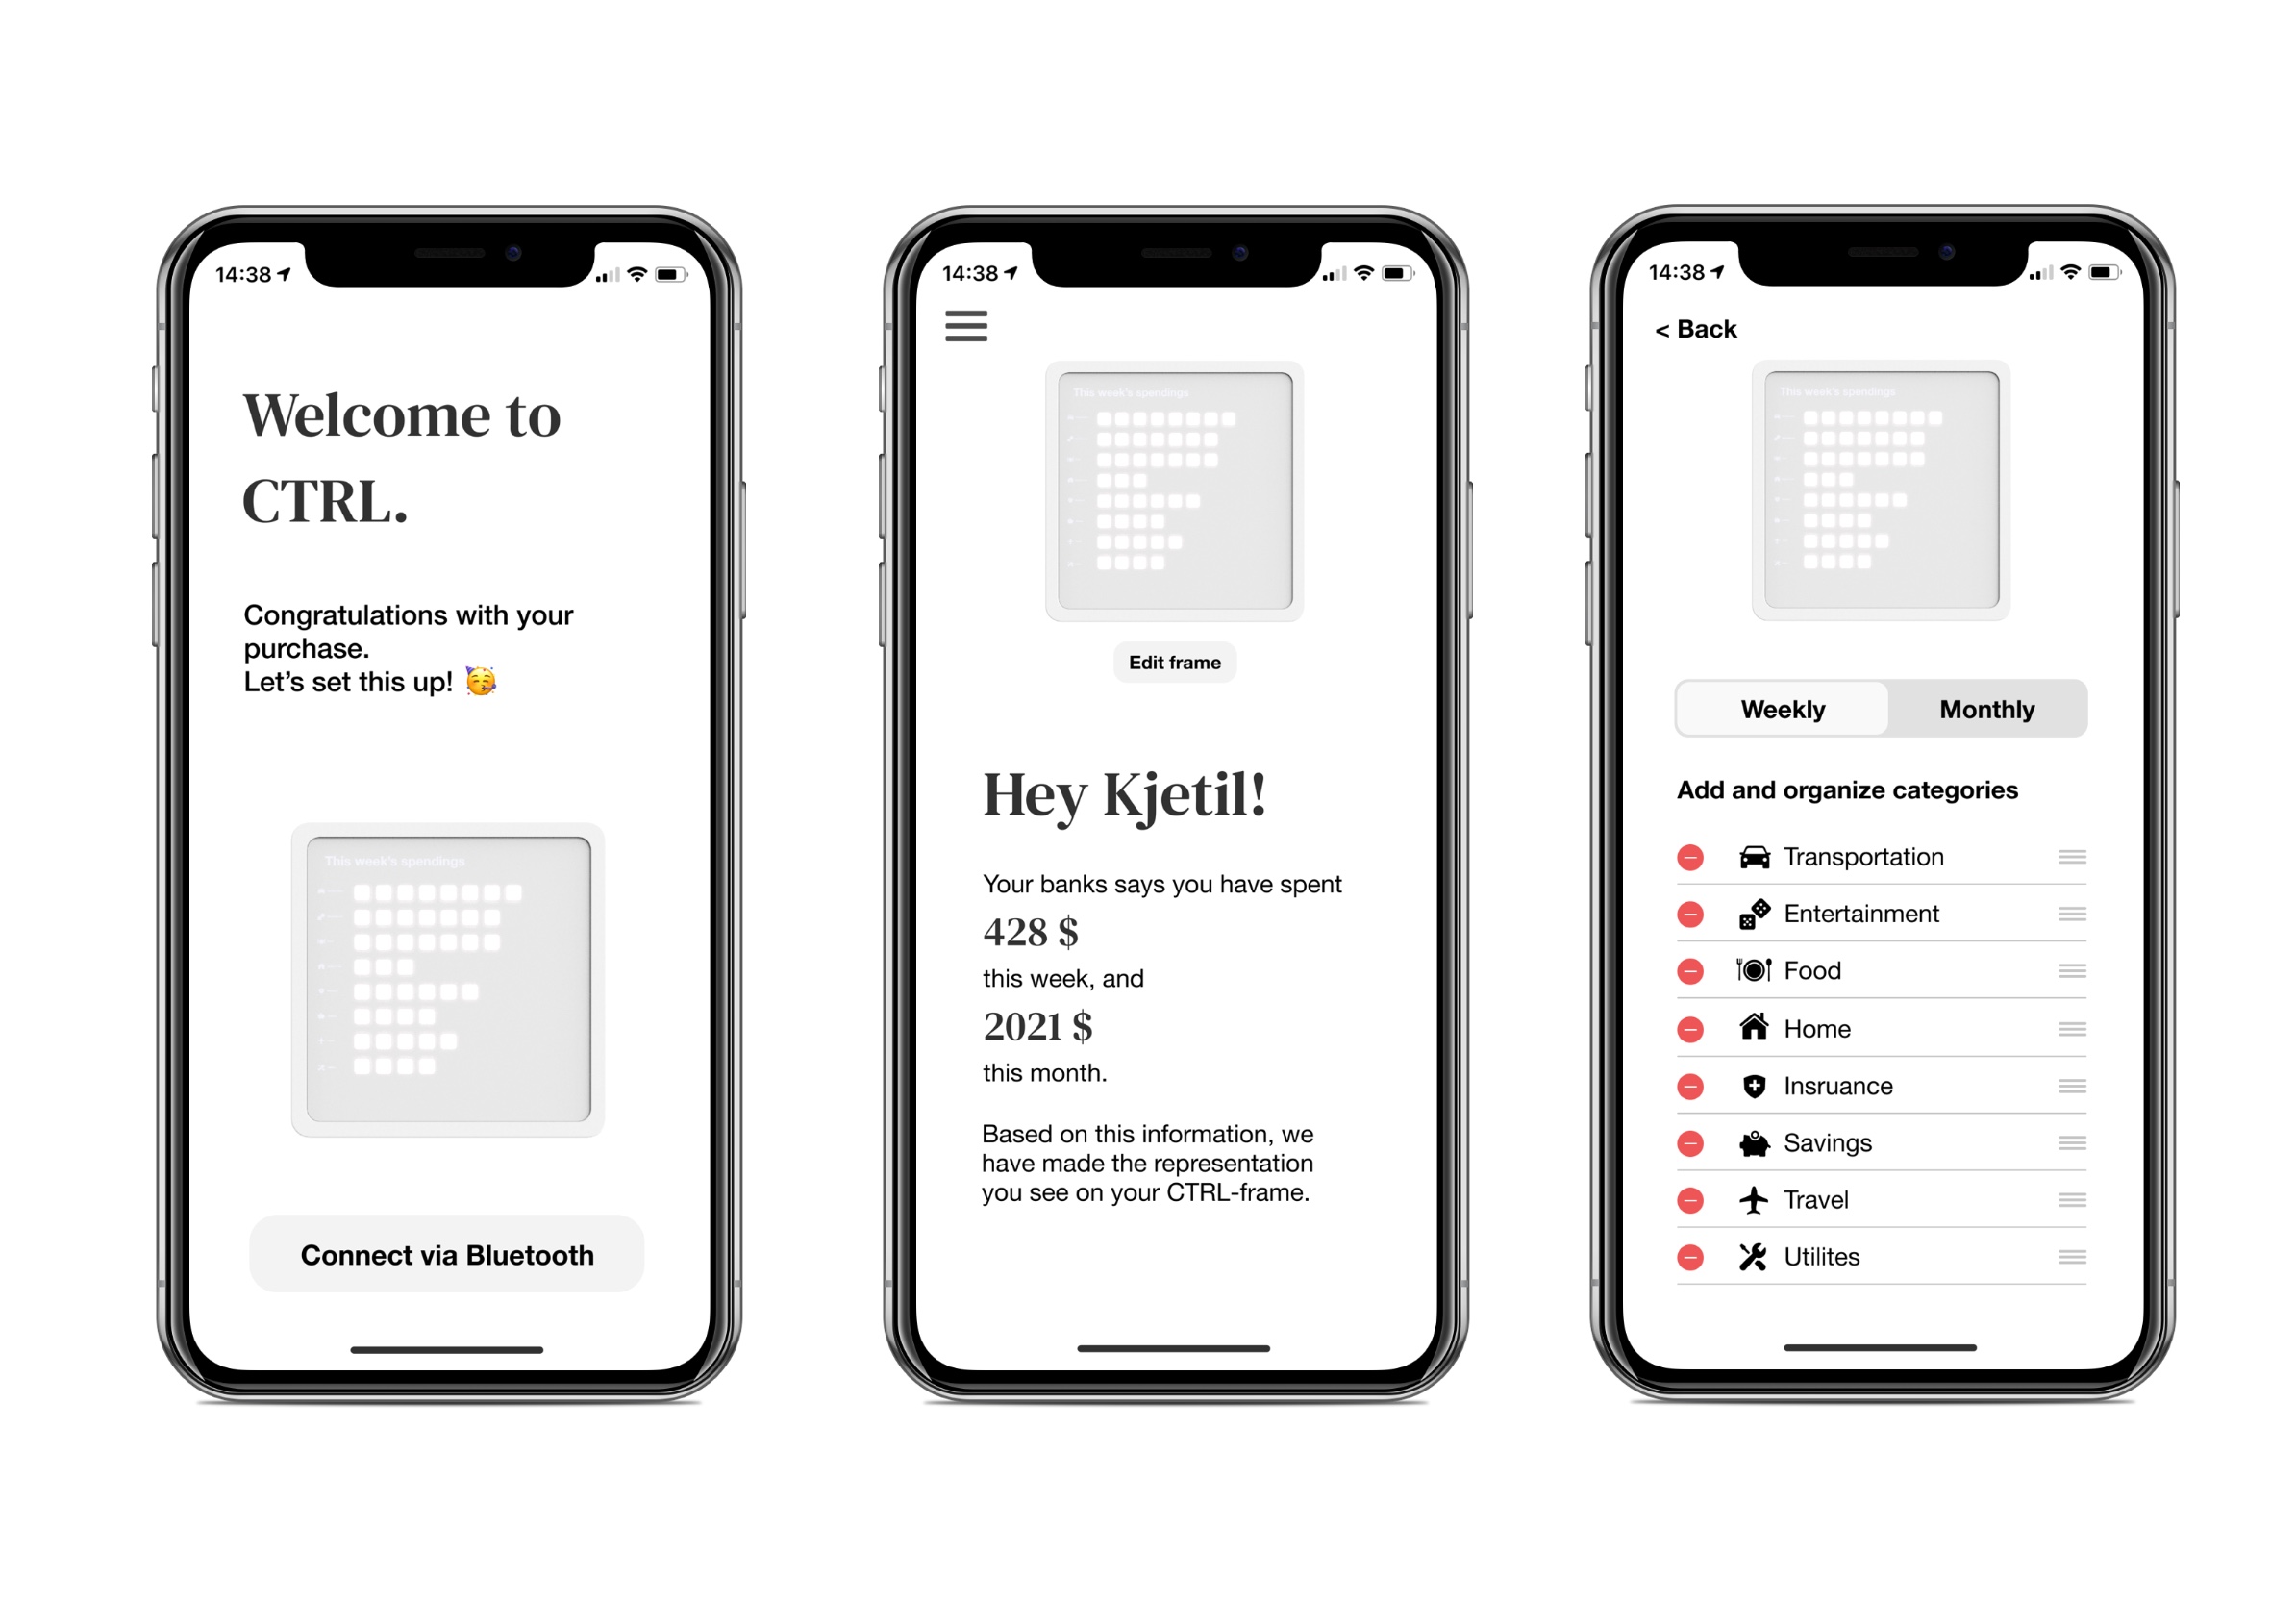 14:38
Welcome to
CTRL.
Congratulations with your
purchase.
Let's set this up! 🥳
This week's spendings
Connect via Bluetooth
14:38
This week's spendings
Edit frame
Hey Kjetil!
Your banks says you have spent
428 $
this week, and
2021 $
this month.
Based on this information, we
have made the representation
you see on your CTRL-frame.
14:38
< Back
This week's spendings
Weekly
Monthly
Add and organize categories
Transportation
Entertainment
Food
Home
Insruance
Savings
Travel
Utilites